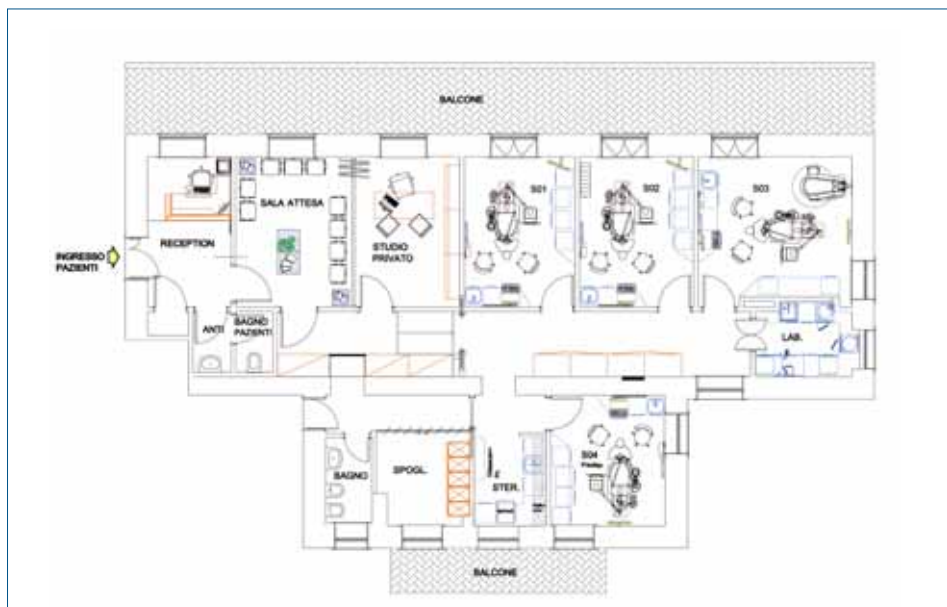 BALCONE
S01
S02
S03
SALA ATTESA
RECEPTION
STUDIO
PRIVATO
INGRESSO
PAZIENTI
ANTI
BAGNO
PAZIENTI
LAB.
BAGNO
SPOGL.
STER.
S04
BALCONE